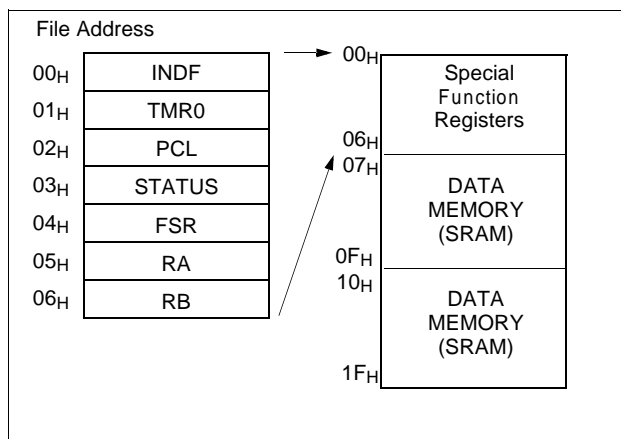 File Address
00H INDF
01H TMR0
02H PCL
03H STATUS
04H FSR
05H RA
06H RB
00H
Special
Function
Registers
06H
07H
DATA
MEMORY
(SRAM)
0FH
10H
DATA
MEMORY
(SRAM)
1FH